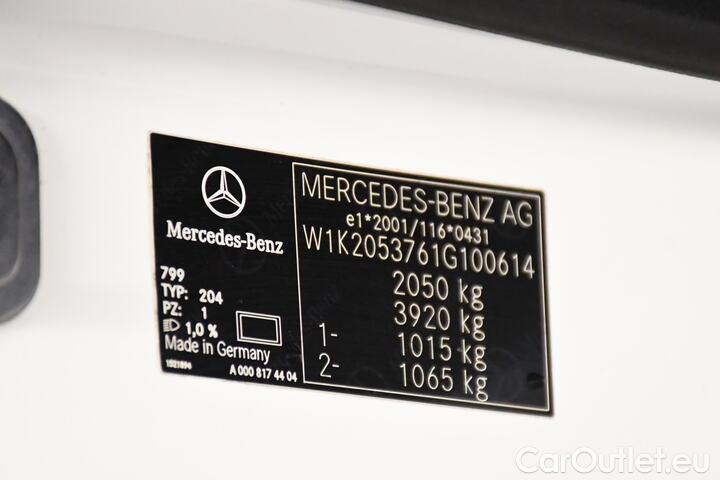 Mercedes-Benz
799
TYP: 204
PZ: 1
1,0 %
Made in Germany
1521896
A 000 817 44 04
MERCEDES-BENZ AG
e1*2001/116*0431
W1K2053761G100614
2050 kg
3920 kg
1- 1015 kg
2- 1065 kg
CarOutlet.eu